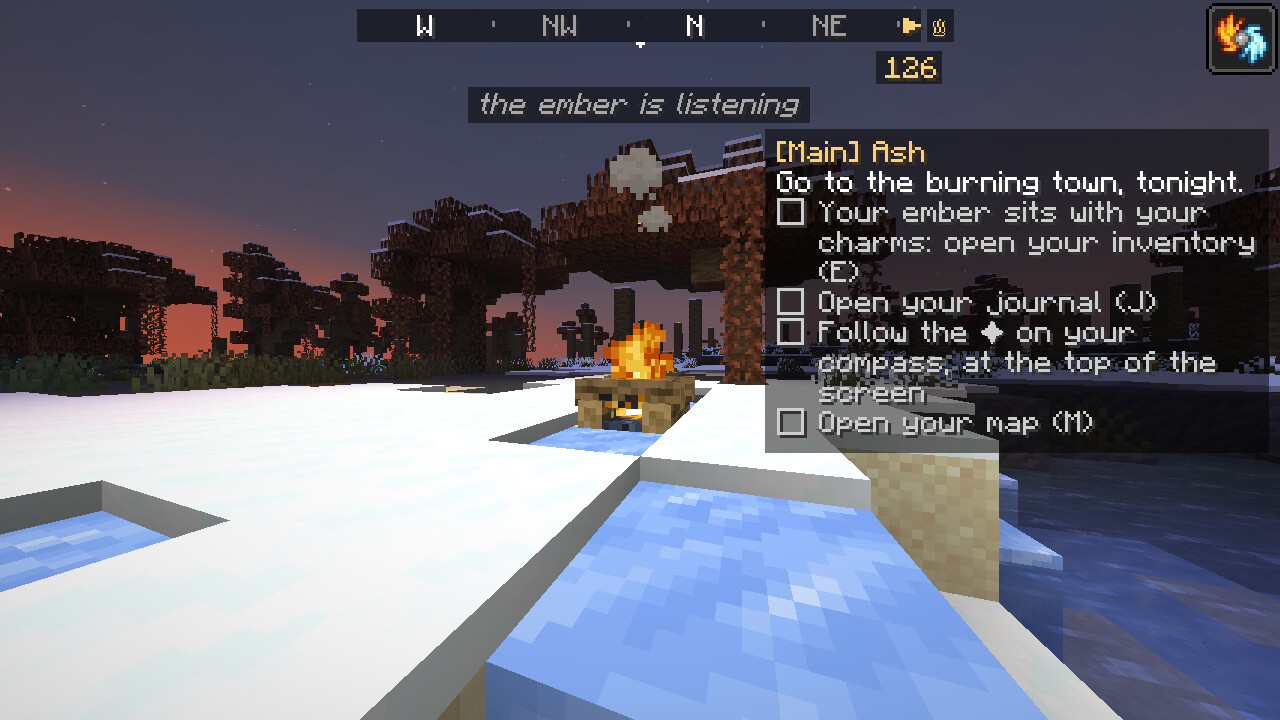 W NW N NE
126
the ember is listening
[Main] Ash
Go to the burning town, tonight.
Your ember sits with your
charms: open your inventory
(E)
Open your journal (J)
Follow the ✦ on your
compass, at the top of the
screen
Open your map (M)